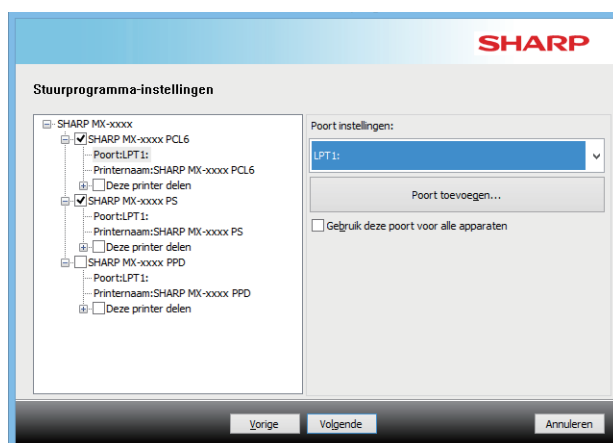 SHARP
Stuurprogramma-instellingen
SHARP MX-xxxx
SHARP MX-xxxx PCL6
Poort:LPT1:
Printernaam:SHARP MX-xxxx PCL6
Deze printer delen
SHARP MX-xxxx PS
Poort:LPT1:
Printernaam:SHARP MX-xxxx PS
Deze printer delen
SHARP MX-xxxx PPD
Poort:LPT1:
Printernaam:SHARP MX-xxxx PPD
Deze printer delen
Poort instellingen:
LPT1:
Poort toevoegen...
Gebruik deze poort voor alle apparaten
Vorige
Volgende
Annuleren